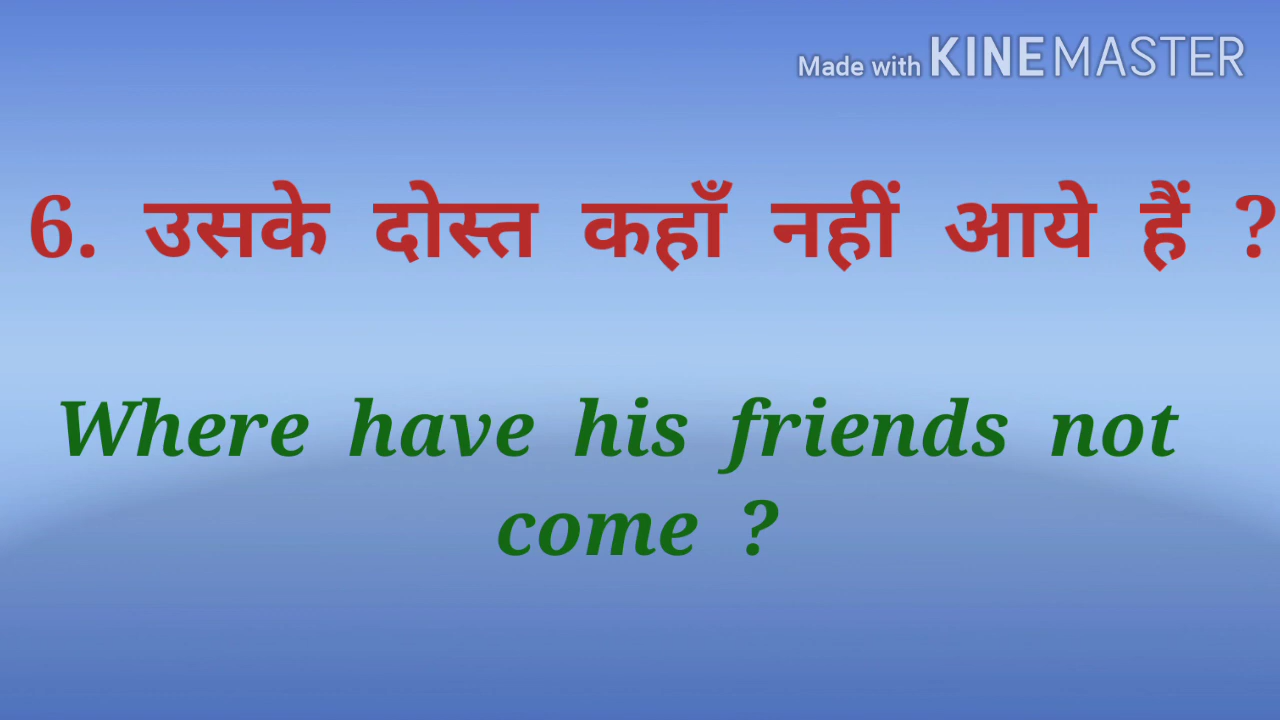 Made with KINEMASTER
6. उसके दोस्त कहाँ नहीं आये हैं ?
Where have his friends not
come ?